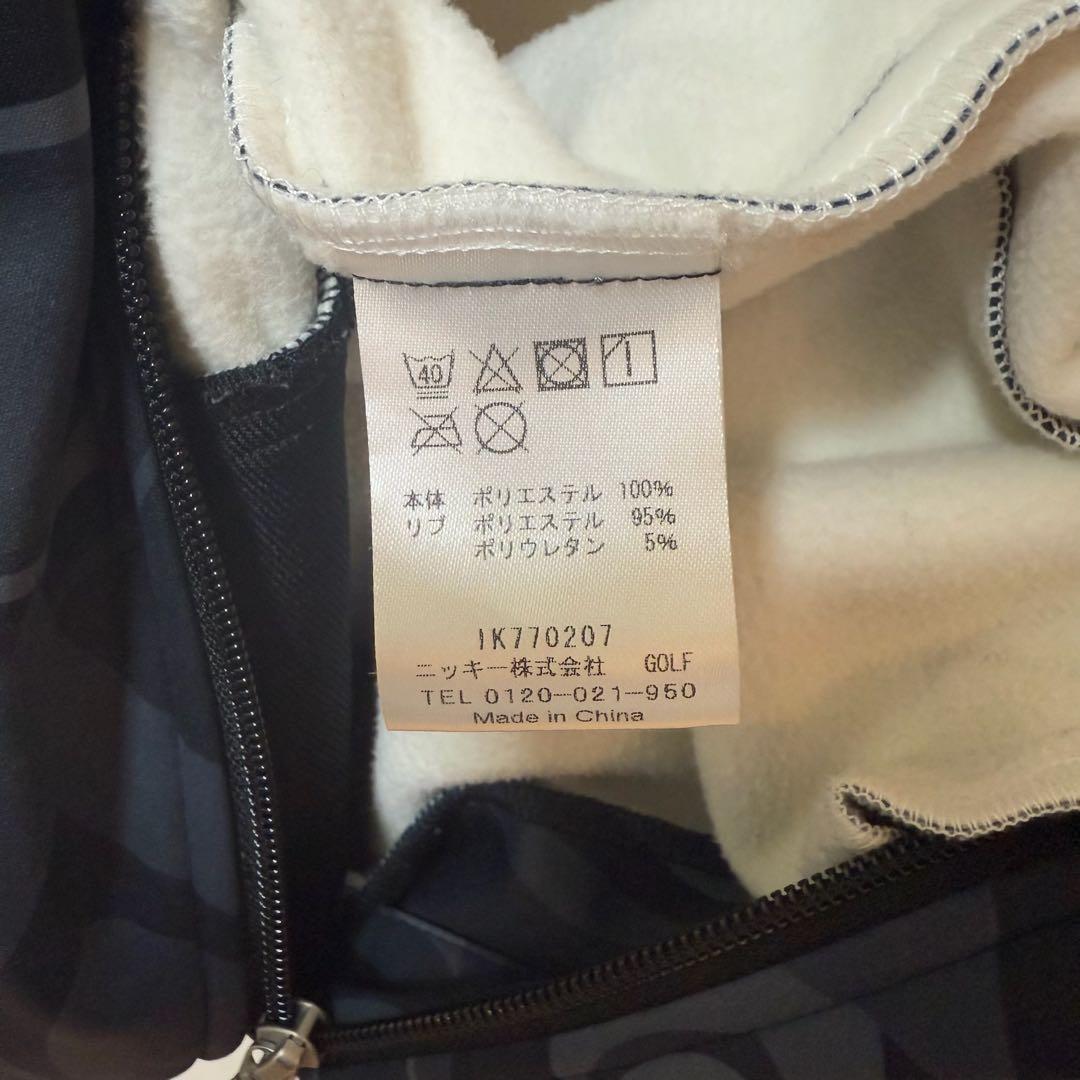 40
本体 ポリエステル 100%
リブ ポリエステル 95%
ポリウレタン 5%
IK770207
ニッキー株式会社 GOLF
TEL 0120-021-950
Made in China